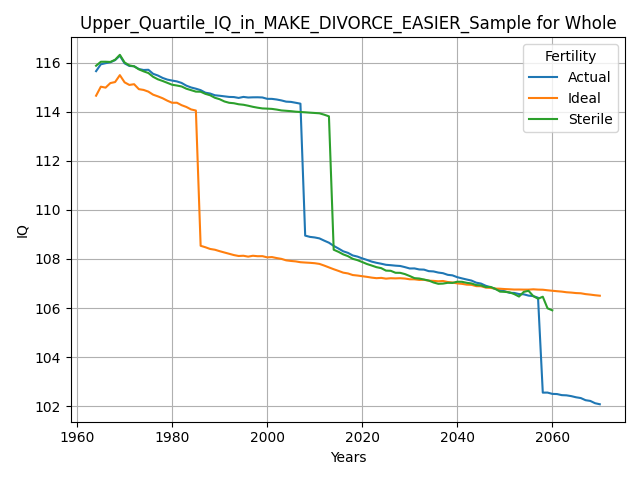 Upper_Quartile_IQ_in_MAKE_DIVORCE_EASIER_Sample for Whole
Fertility
Actual
Ideal
Sterile
IQ
116
114
112
110
108
106
104
102
1960
1980
2000
2020
2040
2060
Years